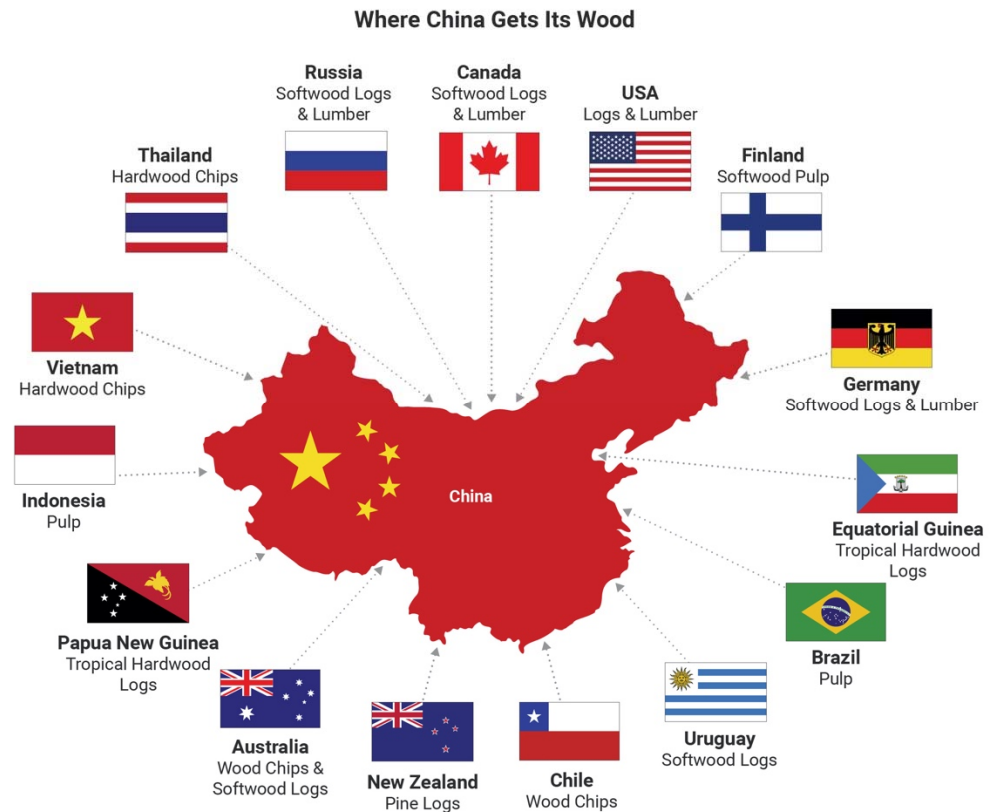 Where China Gets Its Wood
Russia
Softwood Logs
& Lumber
Canada
Softwood Logs
& Lumber
USA
Logs & Lumber
Thailand
Hardwood Chips
Finland
Softwood Pulp
Vietnam
Hardwood Chips
Germany
Softwood Logs & Lumber
Indonesia
Pulp
China
Equatorial Guinea
Tropical Hardwood
Logs
Papua New Guinea
Tropical Hardwood
Logs
Brazil
Pulp
Australia
Wood Chips &
Softwood Logs
New Zealand
Pine Logs
Chile
Wood Chips
Uruguay
Softwood Logs